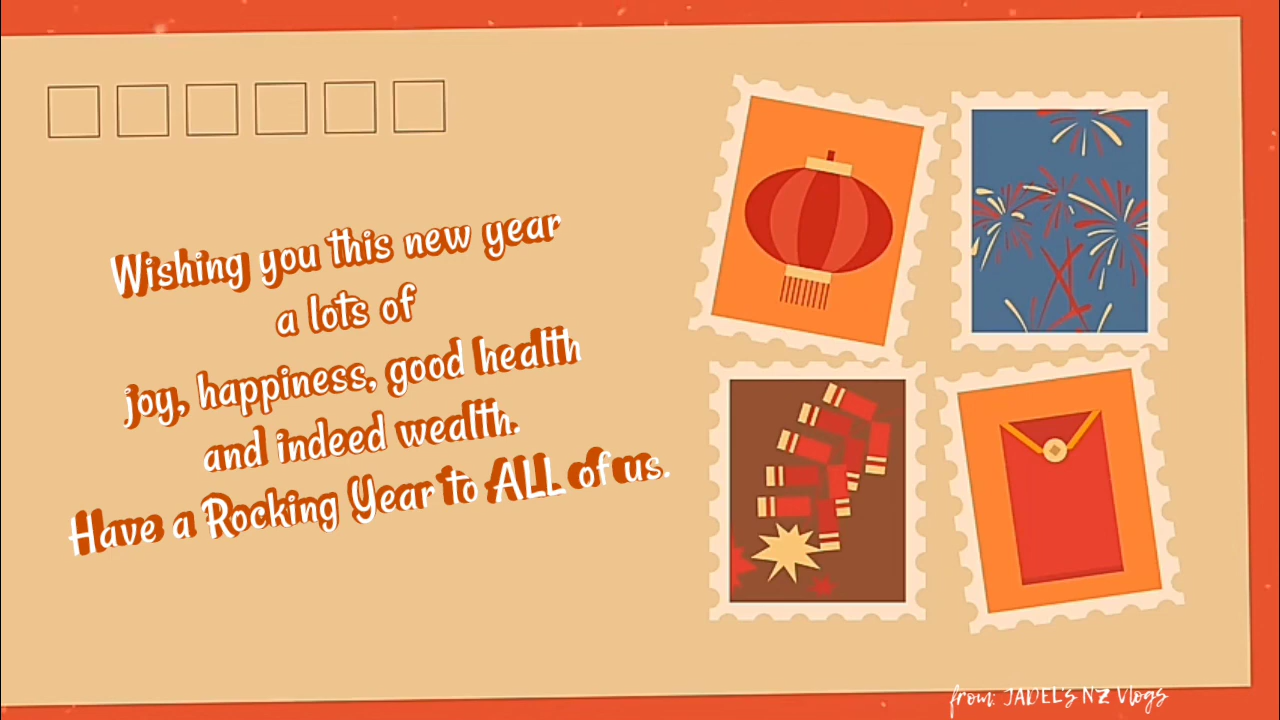 Wishing you this new year
a lots of
joy, happiness, good health
and indeed wealth.
Have a Rocking Year to ALL of us.
from: JADEL's NZ Vlogs